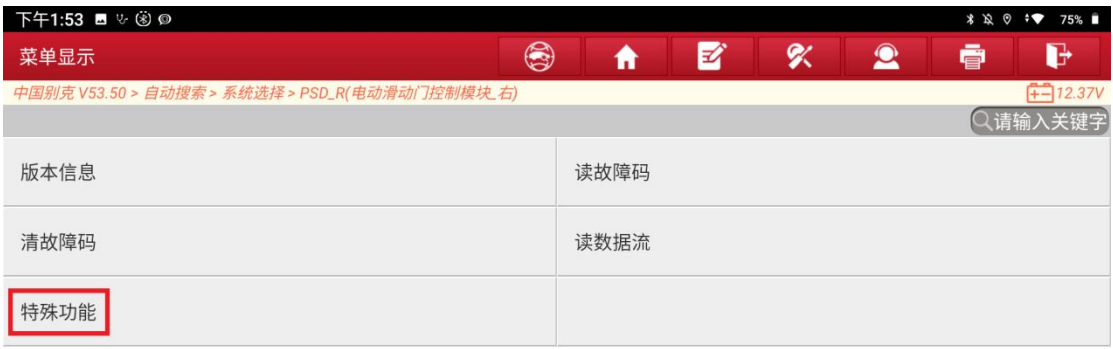 下午1:53 75%
菜单显示
中国别克 V53.50 > 自动搜索 > 系统选择 > PSD_R(电动滑动门控制模块_右) 12.37V
请输入关键字
版本信息 读故障码
清故障码 读数据流
特殊功能